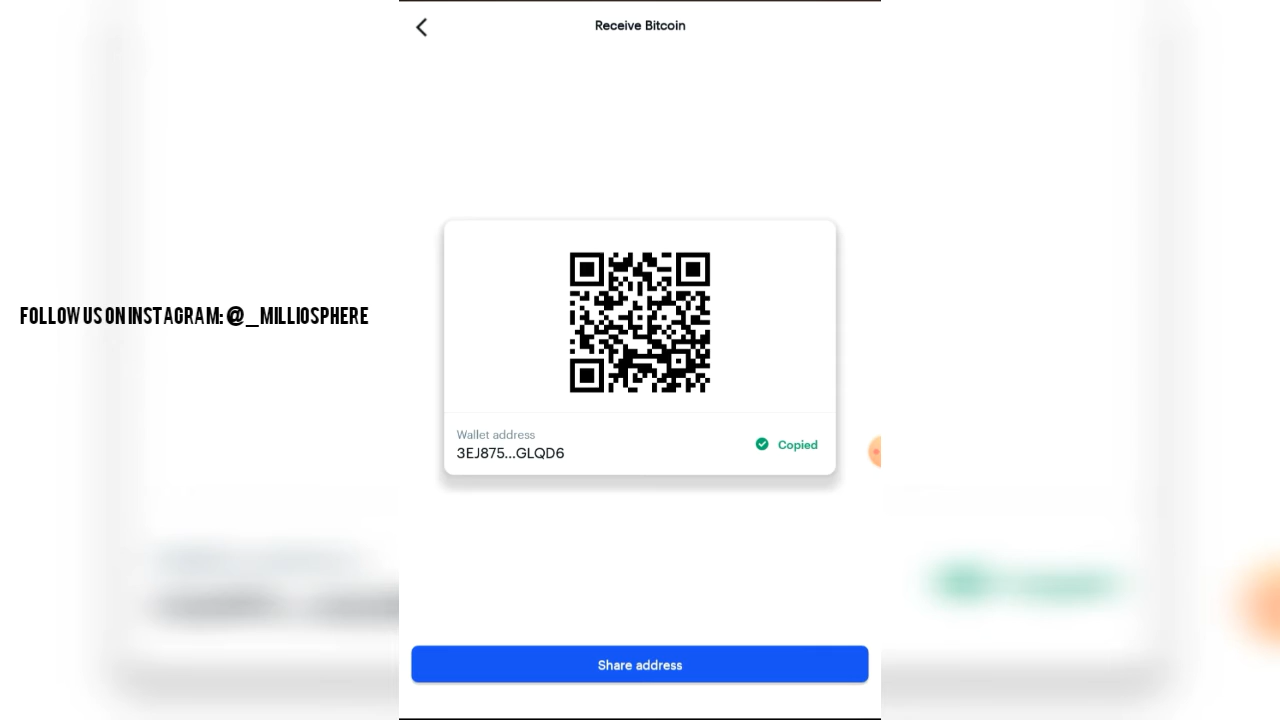 Receive Bitcoin
FOLLOW US ON INSTAGRAM: @_MILLIOSPHERE
Wallet address
3EJ875...GLQD6
Copied
Share address